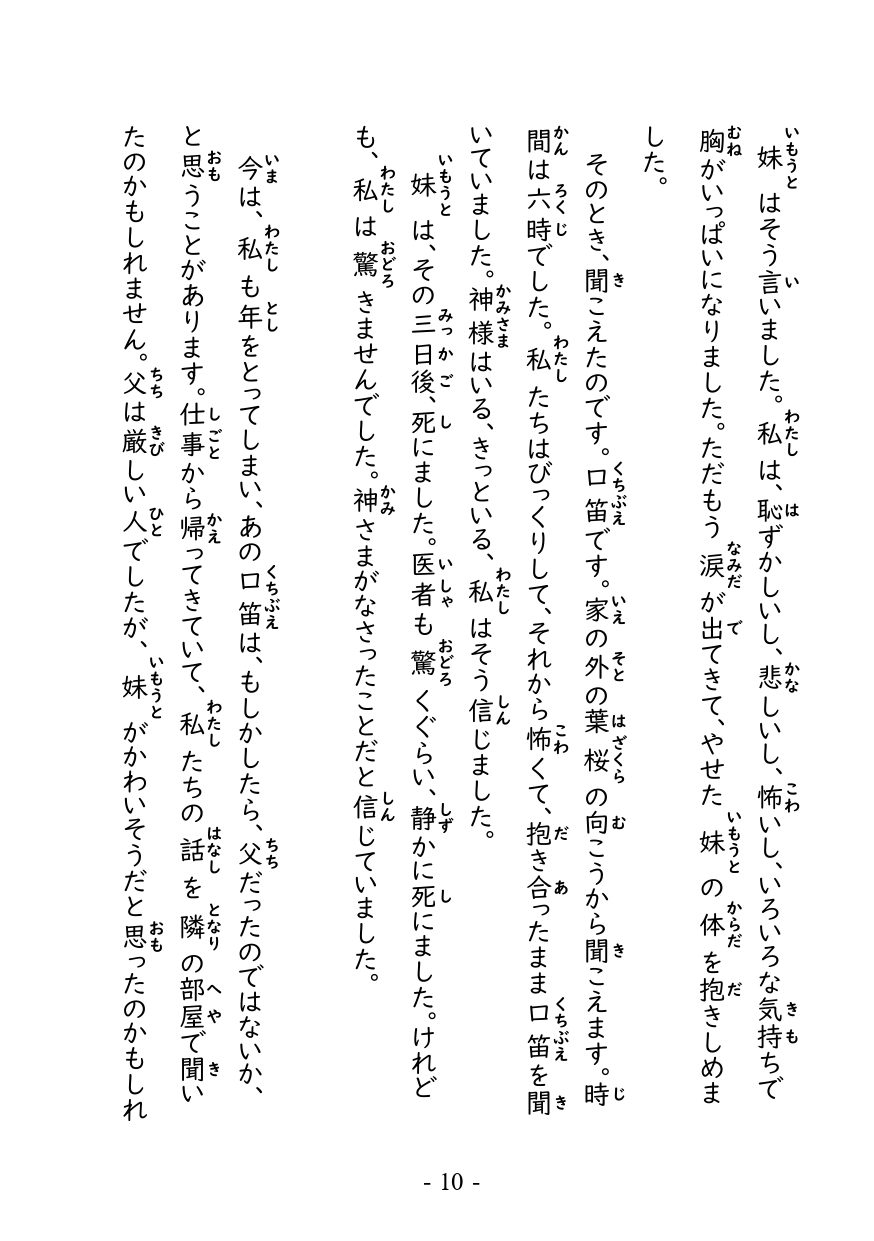 妹はそう言いました。私は、恥ずかしいし、悲しいし、怖いし、いろいろな気持ちで
胸がいっぱいになりました。ただもう涙が出てきて、やせた妹の体を抱きしめま
した。
そのとき、聞こえたのです。口笛です。家の外の葉桜の向こうから聞こえます。時
間は六時でした。私たちはびっくりして、それから怖くて、抱き合ったまま口笛を聞
いていました。神様はいる、きっといる、私はそう信じました。
妹は、その三日後、死にました。医者も驚くぐらい、静かに死にました。けれど
も、私は驚きませんでした。神さまがなさったことだと信じていました。
今は、私も年をとってしまい、あの口笛は、もしかしたら、父だったのではないか、
と思うことがあります。仕事から帰ってきていて、私たちの話を隣の部屋で聞い
たのかもしれません。父は厳しい人でしたが、妹がかわいそうだと思ったのかもしれ
- 10 -